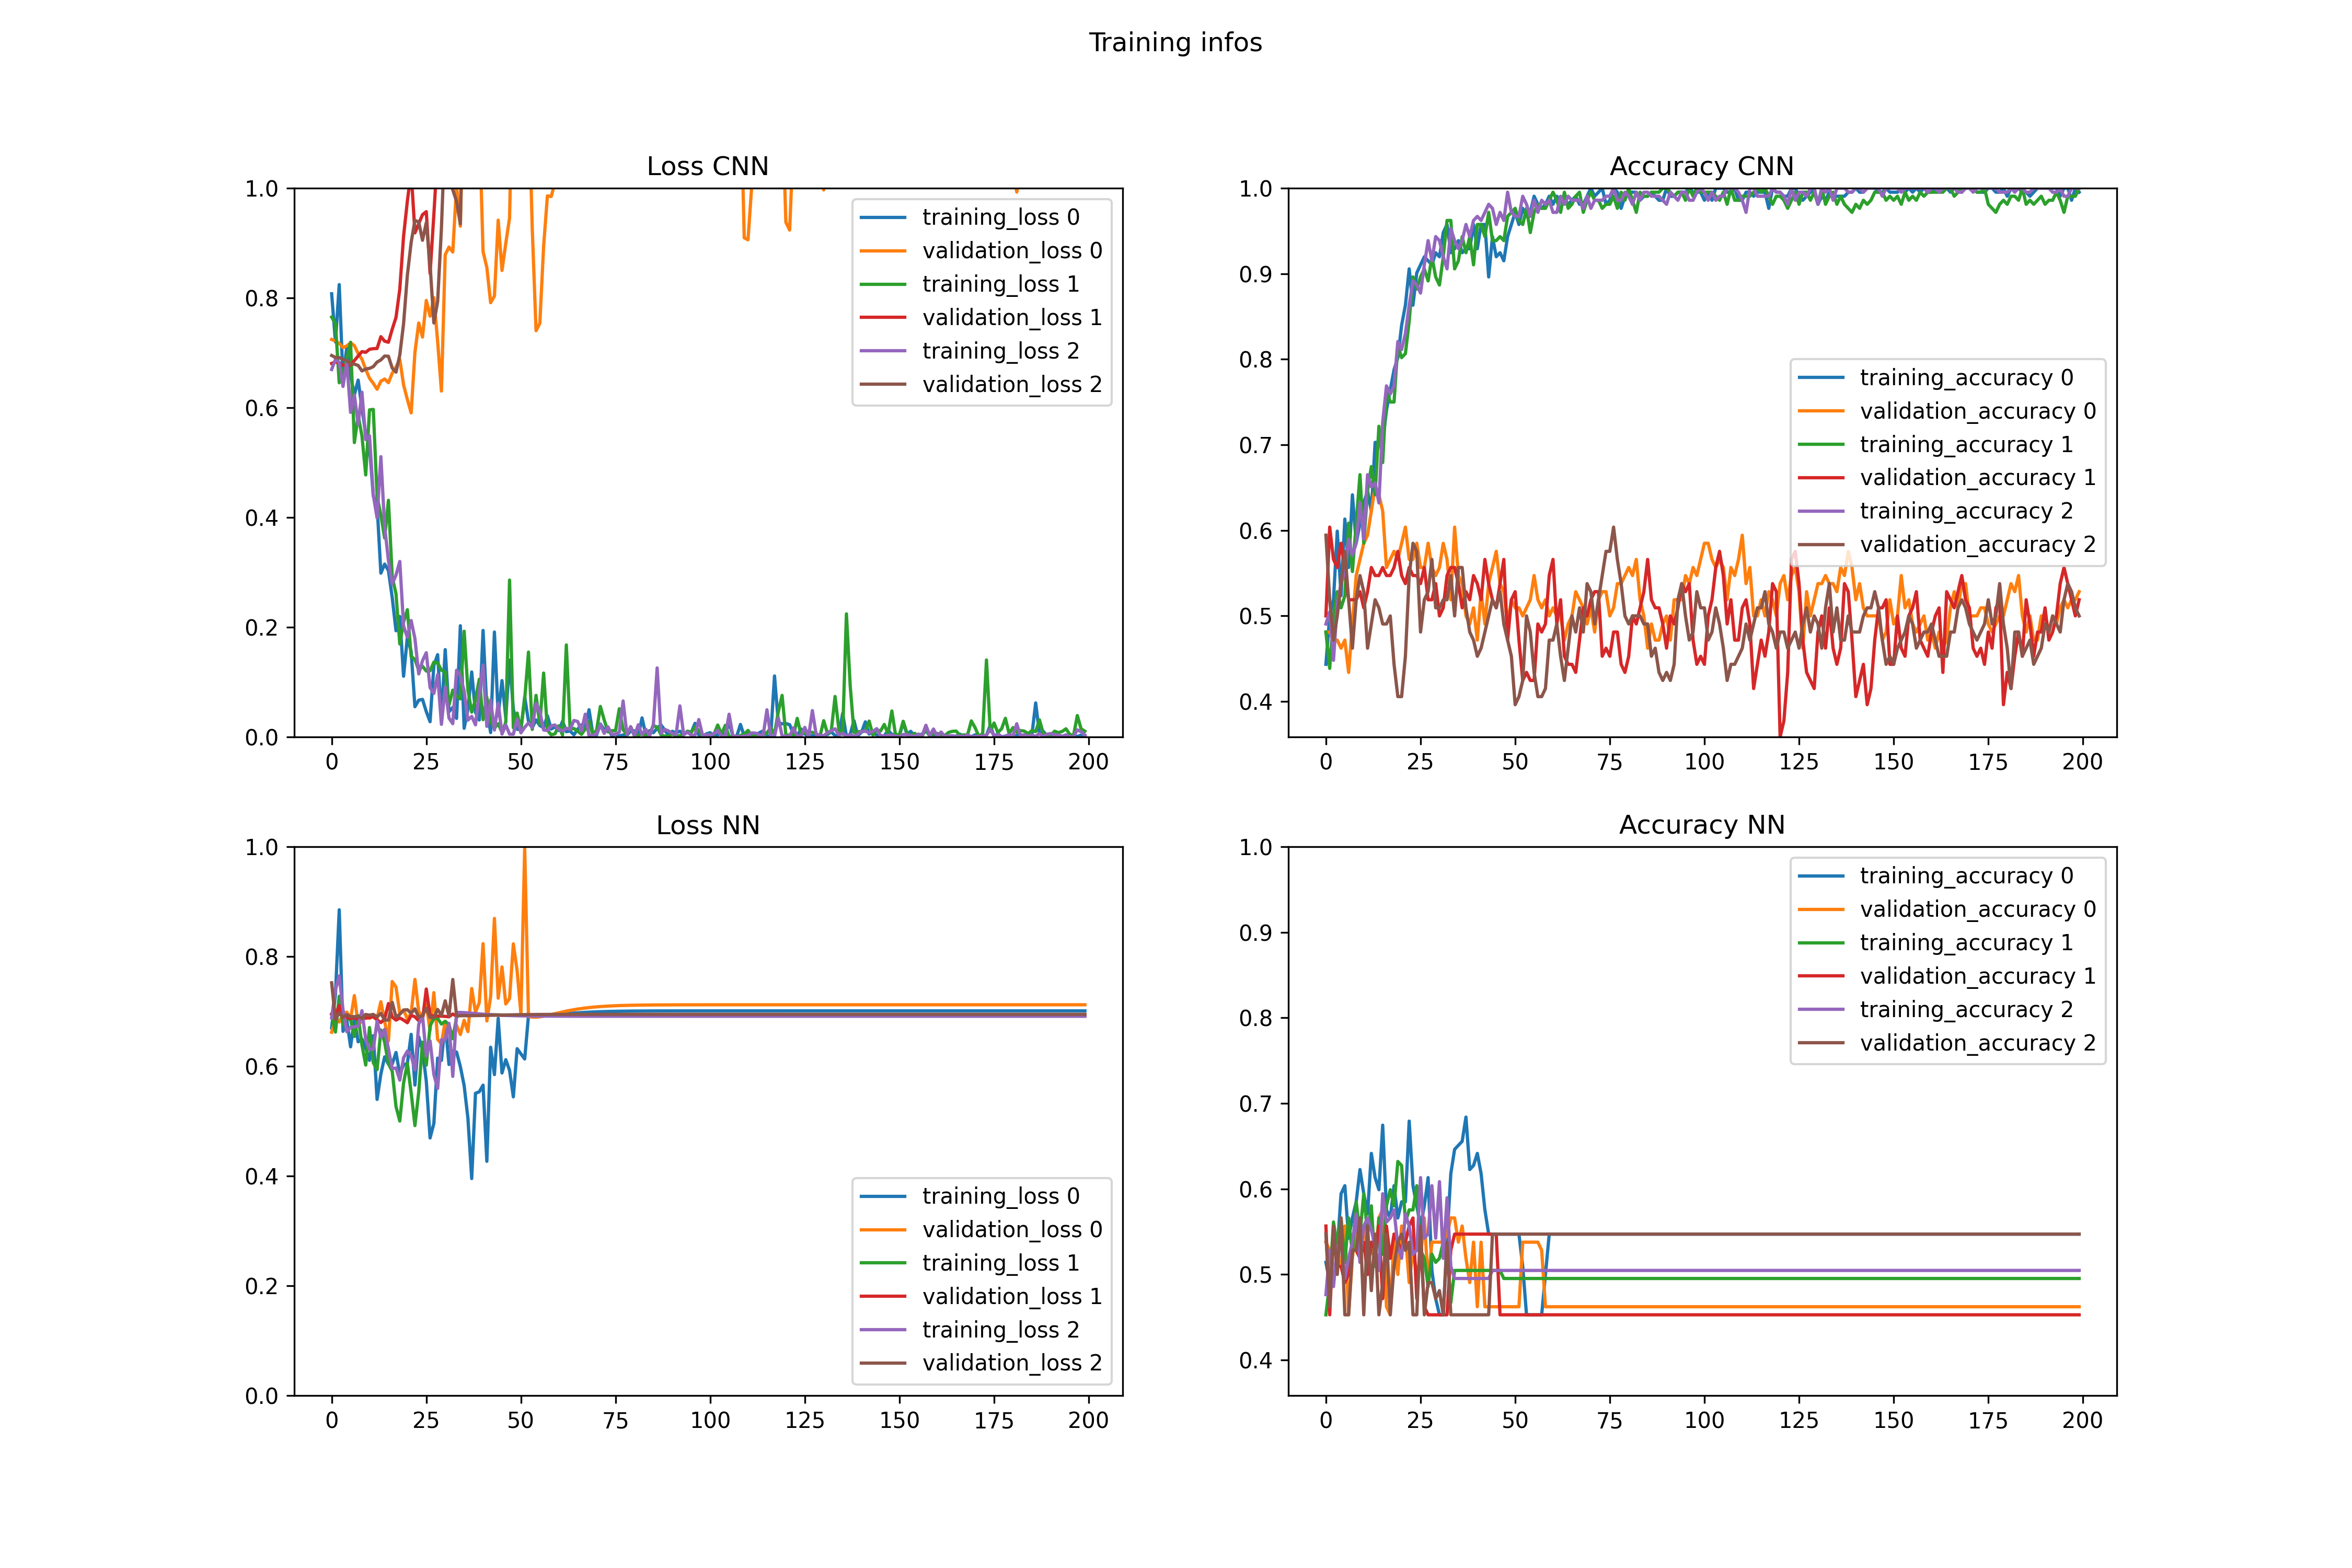 Training infos
Loss CNN
1.0
0.8
0.6
0.4
0.2
0.0
0 25 50 75 100 125 150 175 200
training_loss 0
validation_loss 0
training_loss 1
validation_loss 1
training_loss 2
validation_loss 2
Accuracy CNN
1.0
0.9
0.8
0.7
0.6
0.5
0.4
0 25 50 75 100 125 150 175 200
training_accuracy 0
validation_accuracy 0
training_accuracy 1
validation_accuracy 1
training_accuracy 2
validation_accuracy 2
Loss NN
1.0
0.8
0.6
0.4
0.2
0.0
0 25 50 75 100 125 150 175 200
training_loss 0
validation_loss 0
training_loss 1
validation_loss 1
training_loss 2
validation_loss 2
Accuracy NN
1.0
0.9
0.8
0.7
0.6
0.5
0.4
0 25 50 75 100 125 150 175 200
training_accuracy 0
validation_accuracy 0
training_accuracy 1
validation_accuracy 1
training_accuracy 2
validation_accuracy 2